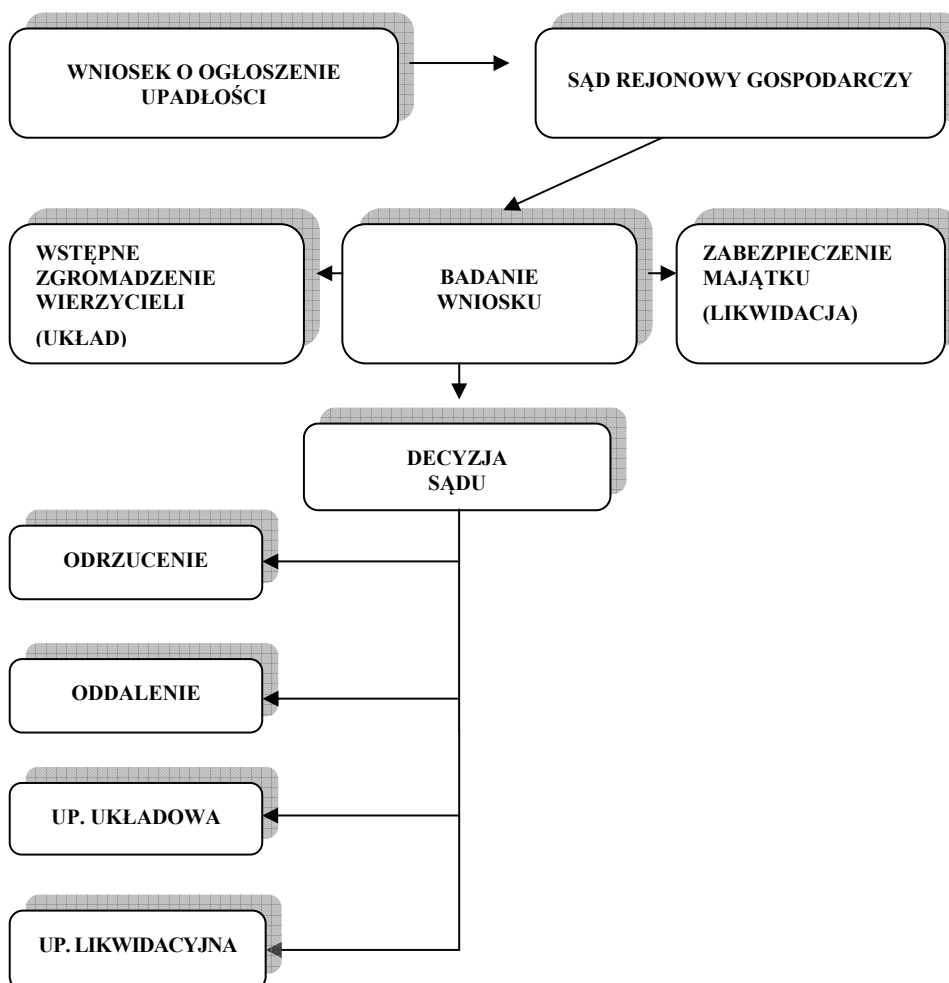 WNIOSEK O OGŁOSZENIE
UPADŁOŚCI
SĄD REJONOWY GOSPODARCZY
WSTĘPNE
ZGROMADZENIE
WIERZYCIELI
(UKŁAD)
BADANIE
WNIOSKU
ZABEZPIECZENIE
MAJĄTKU
(LIKWIDACJA)
DECYZJA
SĄDU
ODRZUCENIE
ODDALENIE
UP. UKŁADOWA
UP. LIKWIDACYJNA